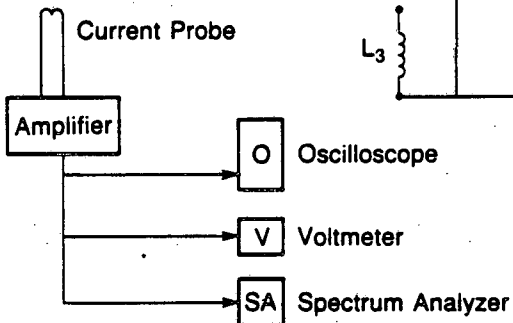 Current Probe
L3
Amplifier
O Oscilloscope
V Voltmeter
SA Spectrum Analyzer